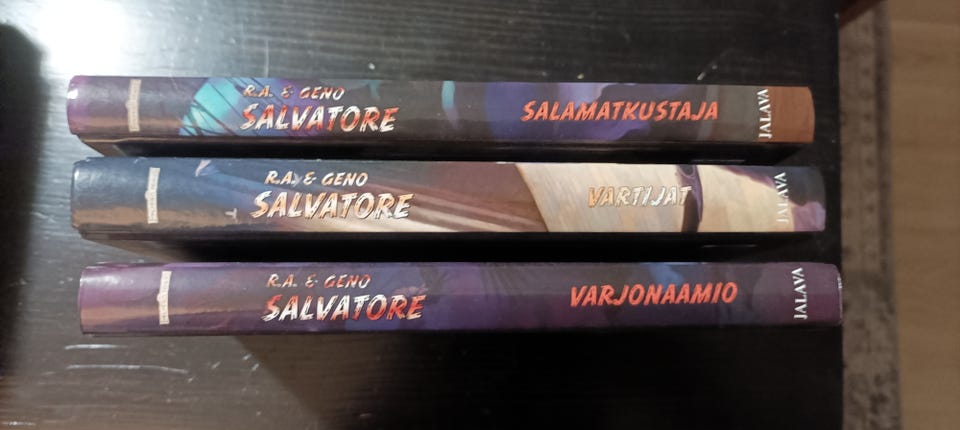 R.A. & GENO
SALVATORE
SALAMATKUSTAJA
JALAVA
R.A. & GENO
SALVATORE
VARTIJAT
JALAVA
R.A. & GENO
SALVATORE
VARJONAAMIO
JALAVA